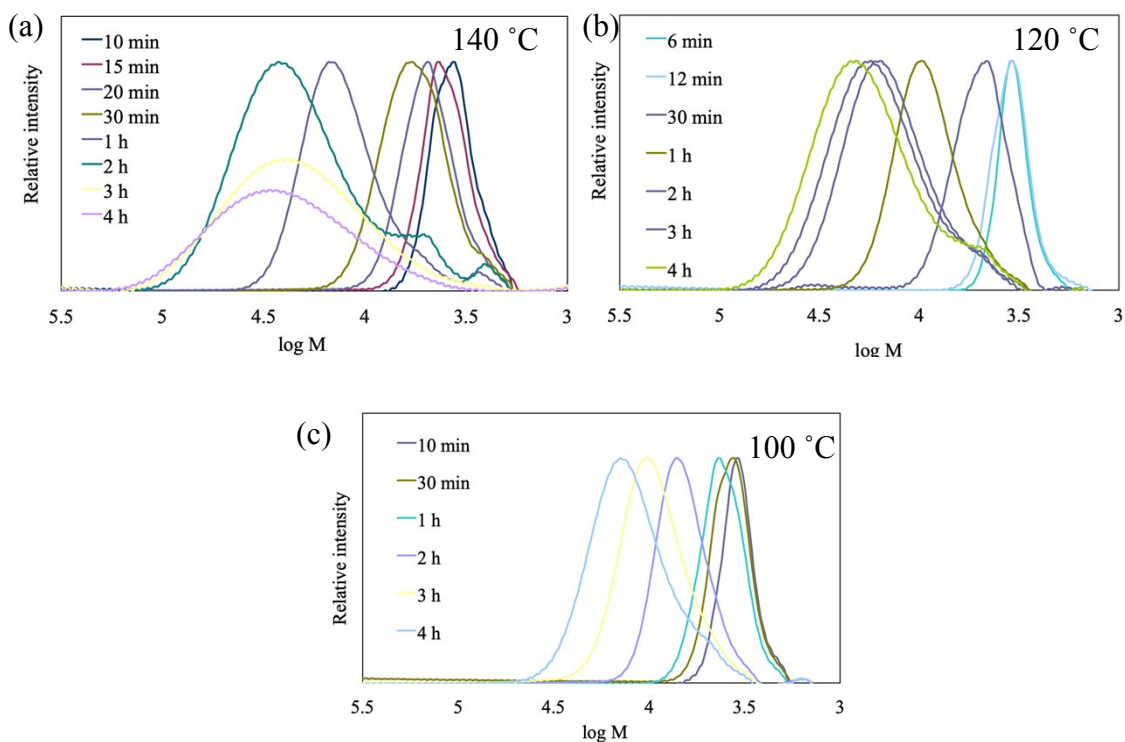 (a)
140 ˚C
10 min
15 min
20 min
30 min
1 h
2 h
3 h
4 h
Relative intensity
5.5 5 4.5 4 3.5 3
log M
(b)
120 ˚C
6 min
12 min
30 min
1 h
2 h
3 h
4 h
Relative intensity
5.5 5 4.5 4 3.5 3
log M
(c)
100 ˚C
10 min
30 min
1 h
2 h
3 h
4 h
Relative intensity
5.5 5 4.5 4 3.5 3
log M